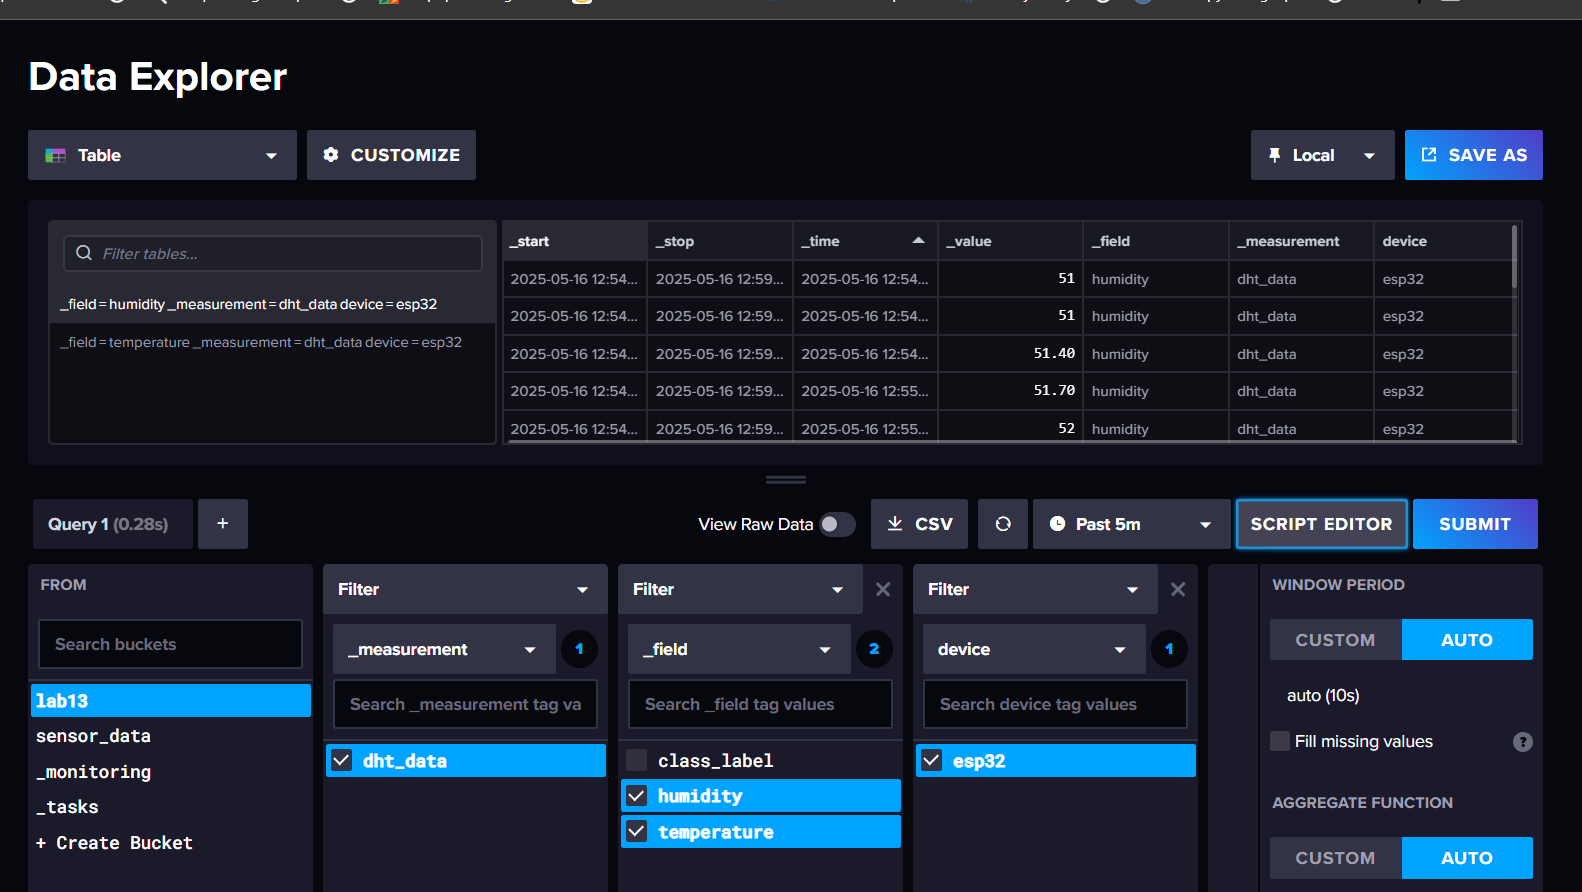 Data Explorer
Table
CUSTOMIZE
Local
SAVE AS
Filter tables...
_field = humidity _measurement = dht_data device = esp32
_field = temperature _measurement = dht_data device = esp32
_start _stop _time _value _field _measurement device
2025-05-16 12:54... 2025-05-16 12:59... 2025-05-16 12:54... 51 humidity dht_data esp32
2025-05-16 12:54... 2025-05-16 12:59... 2025-05-16 12:54... 51 humidity dht_data esp32
2025-05-16 12:54... 2025-05-16 12:59... 2025-05-16 12:54... 51.40 humidity dht_data esp32
2025-05-16 12:54... 2025-05-16 12:59... 2025-05-16 12:55... 51.70 humidity dht_data esp32
2025-05-16 12:54... 2025-05-16 12:59... 2025-05-16 12:55... 52 humidity dht_data esp32
Query 1 (0.28s)
+
View Raw Data
CSV
Past 5m
SCRIPT EDITOR
SUBMIT
FROM
Search buckets
lab13
sensor_data
_monitoring
_tasks
+ Create Bucket
Filter
_measurement 1
Search _measurement tag va
dht_data
Filter
_field 2
Search _field tag values
class_label
humidity
temperature
Filter
device 1
Search device tag values
esp32
WINDOW PERIOD
CUSTOM AUTO
auto (10s)
Fill missing values ?
AGGREGATE FUNCTION
CUSTOM AUTO